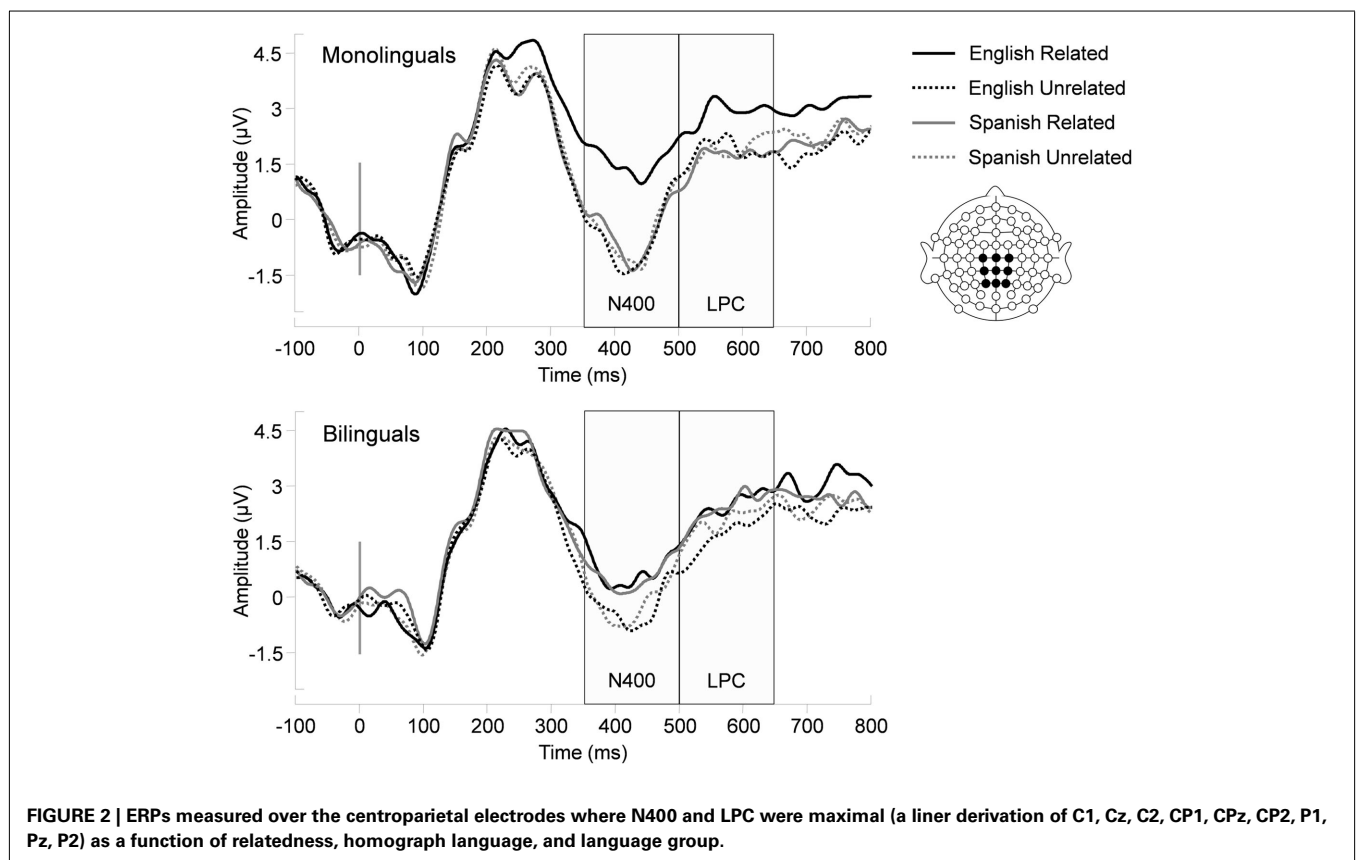 Monolinguals
4.5
3
1.5
0
-1.5
Amplitude (µV)
N400
LPC
-100 0 100 200 300 400 500 600 700 800
Time (ms)
English Related
English Unrelated
Spanish Related
Spanish Unrelated
Bilinguals
4.5
3
1.5
0
-1.5
Amplitude (µV)
N400
LPC
-100 0 100 200 300 400 500 600 700 800
Time (ms)
FIGURE 2 | ERPs measured over the centroparietal electrodes where N400 and LPC were maximal (a liner derivation of C1, Cz, C2, CP1, CPz, CP2, P1,
Pz, P2) as a function of relatedness, homograph language, and language group.